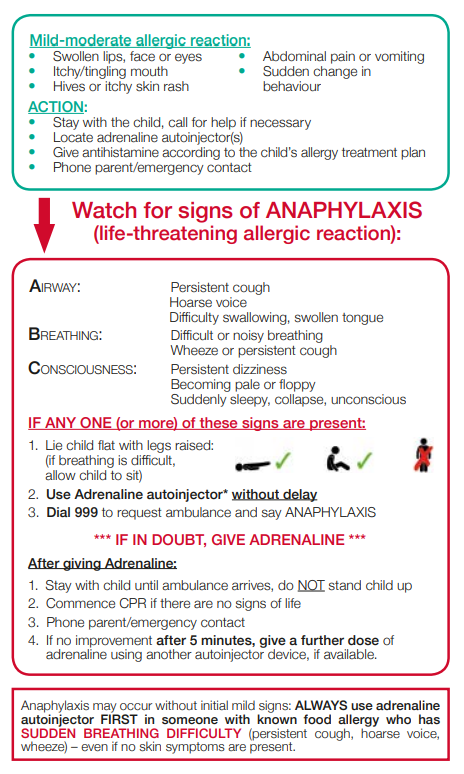 Mild-moderate allergic reaction:
• Swollen lips, face or eyes
• Itchy/tingling mouth
• Hives or itchy skin rash
• Abdominal pain or vomiting
• Sudden change in
behaviour
ACTION:
• Stay with the child, call for help if necessary
• Locate adrenaline autoinjector(s)
• Give antihistamine according to the child's allergy treatment plan
• Phone parent/emergency contact
Watch for signs of ANAPHYLAXIS
(life-threatening allergic reaction):
AIRWAY: Persistent cough
Hoarse voice
Difficulty swallowing, swollen tongue
BREATHING: Difficult or noisy breathing
Wheeze or persistent cough
CONSCIOUSNESS: Persistent dizziness
Becoming pale or floppy
Suddenly sleepy, collapse, unconscious
IF ANY ONE (or more) of these signs are present:
1. Lie child flat with legs raised:
(if breathing is difficult,
allow child to sit)
2. Use Adrenaline autoinjector* without delay
3. Dial 999 to request ambulance and say ANAPHYLAXIS
*** IF IN DOUBT, GIVE ADRENALINE ***
After giving Adrenaline:
1. Stay with child until ambulance arrives, do NOT stand child up
2. Commence CPR if there are no signs of life
3. Phone parent/emergency contact
4. If no improvement after 5 minutes, give a further dose of
adrenaline using another autoinjector device, if available.
Anaphylaxis may occur without initial mild signs: ALWAYS use adrenaline
autoinjector FIRST in someone with known food allergy who has
SUDDEN BREATHING DIFFICULTY (persistent cough, hoarse voice,
wheeze) – even if no skin symptoms are present.